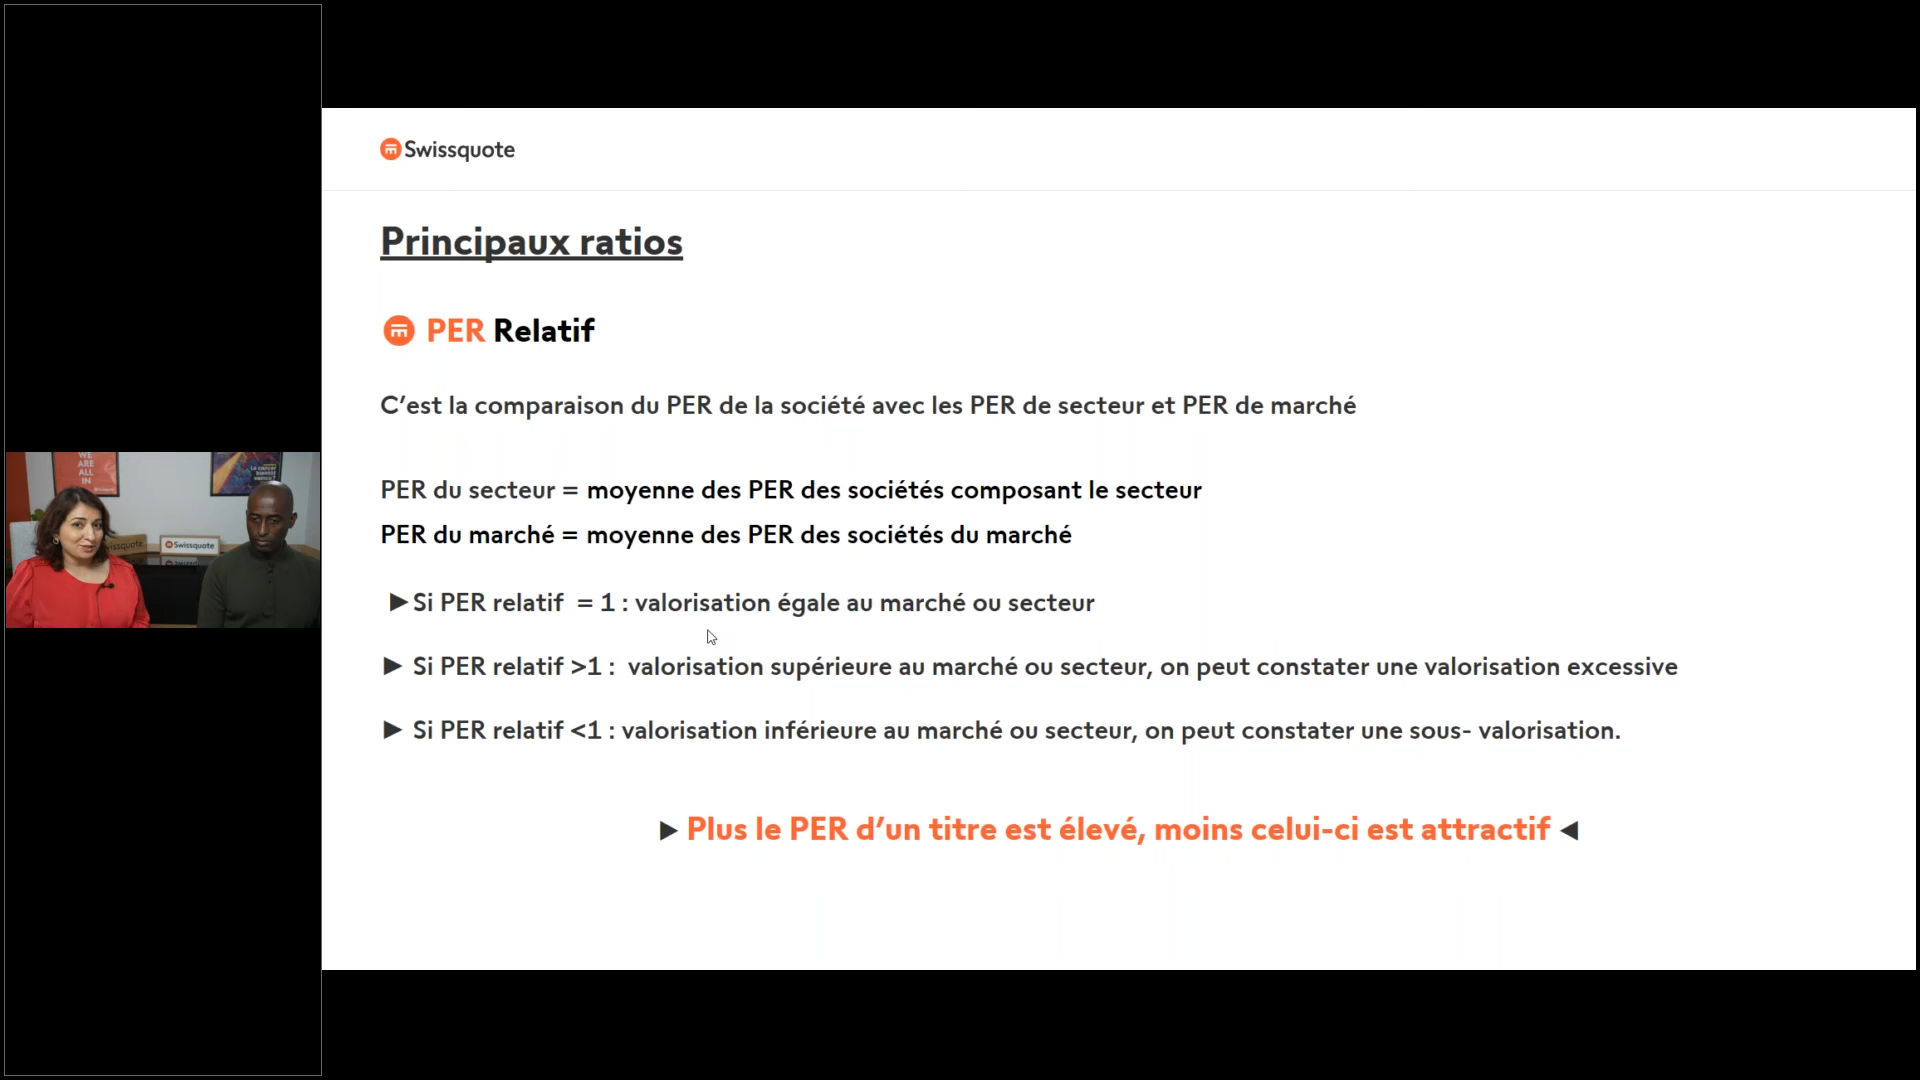 Swissquote
Principaux ratios
PER Relatif
C’est la comparaison du PER de la société avec les PER de secteur et PER de marché
PER du secteur = moyenne des PER des sociétés composant le secteur
PER du marché = moyenne des PER des sociétés du marché
►Si PER relatif = 1 : valorisation égale au marché ou secteur
► Si PER relatif >1 : valorisation supérieure au marché ou secteur, on peut constater une valorisation excessive
► Si PER relatif <1 : valorisation inférieure au marché ou secteur, on peut constater une sous- valorisation.
► Plus le PER d’un titre est élevé, moins celui-ci est attractif ◄
WE
ARE
ALL
IN
Swissquote